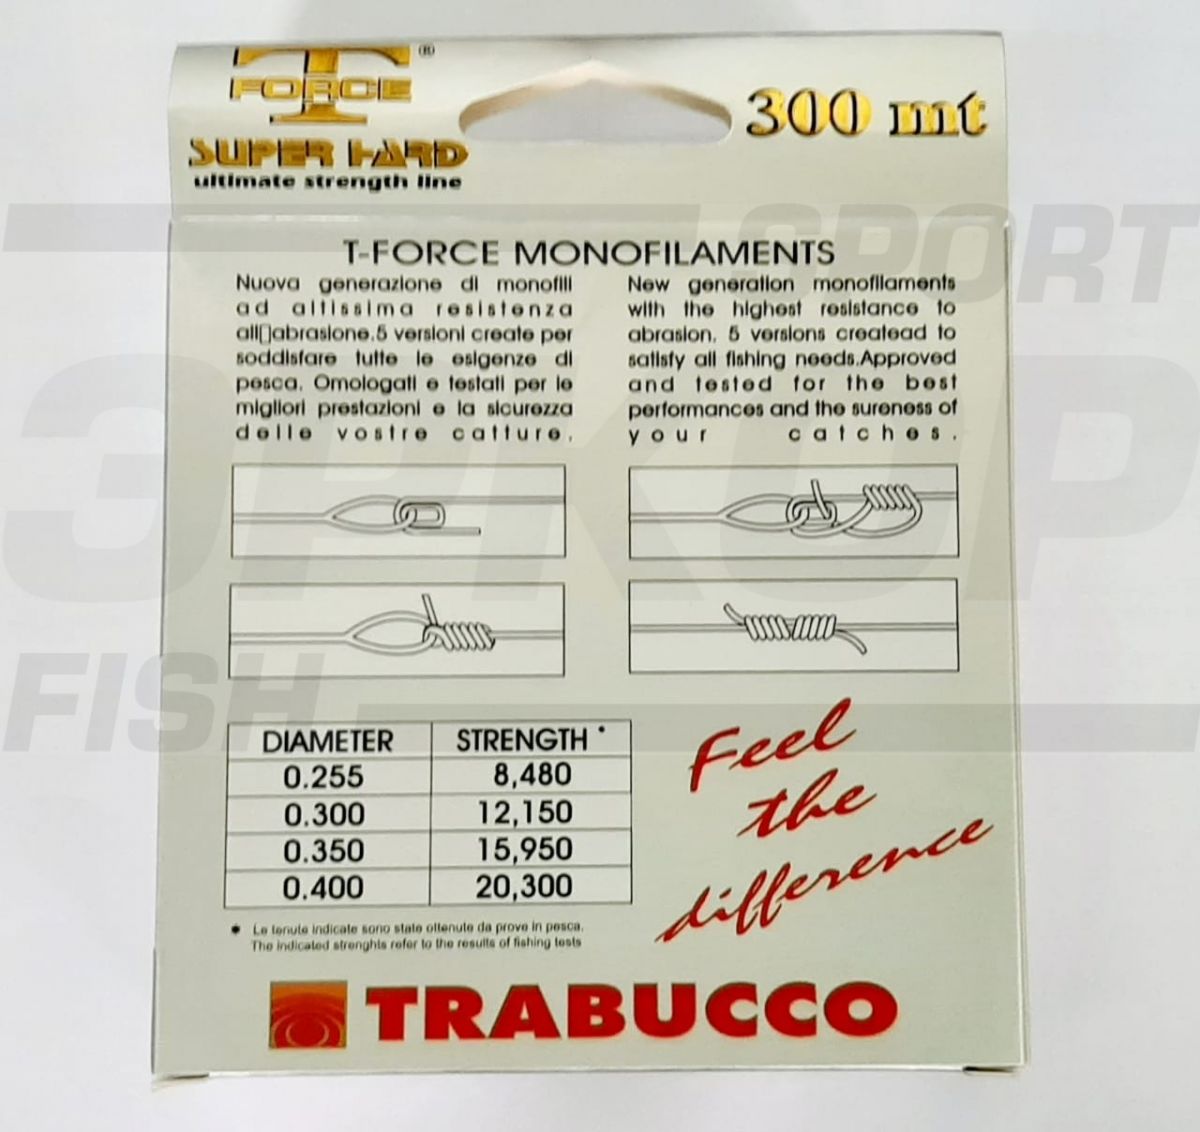 T
FORCE ®
SUPER HARD
ultimate strength line
300 mt
T-FORCE MONOFILAMENTS
Nuova generazione di monofili
ad altissima resistenza
all▯abrasione.5 versioni create per
soddisfare tutte le esigenze di
pesca. Omologati e testati per le
migliori prestazioni e la sicurezza
delle vostre catture.
New generation monofilaments
with the highest resistance to
abrasion. 5 versions createad to
satisfy all fishing needs.Approved
and tested for the best
performances and the sureness of
your catches.
DIAMETER STRENGTH *
0.255 8,480
0.300 12,150
0.350 15,950
0.400 20,300
* Le tenute indicate sono state ottenute da prove in pesca.
The indicated strenghts refer to the results of fishing tests
Feel
the
difference
TRABUCCO
SPORT
ЭРКОР
FISH